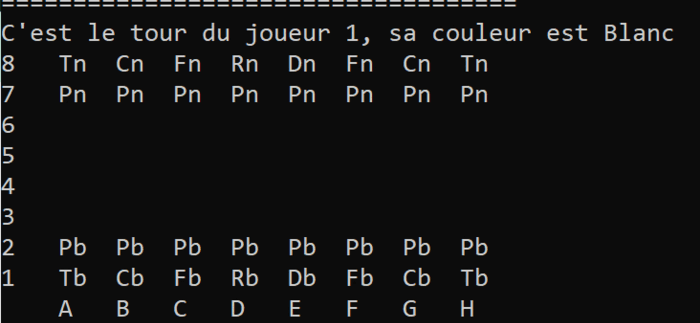 ===================================
C'est le tour du joueur 1, sa couleur est Blanc
8 Tn Cn Fn Rn Dn Fn Cn Tn
7 Pn Pn Pn Pn Pn Pn Pn Pn
6
5
4
3
2 Pb Pb Pb Pb Pb Pb Pb Pb
1 Tb Cb Fb Rb Db Fb Cb Tb
A B C D E F G H